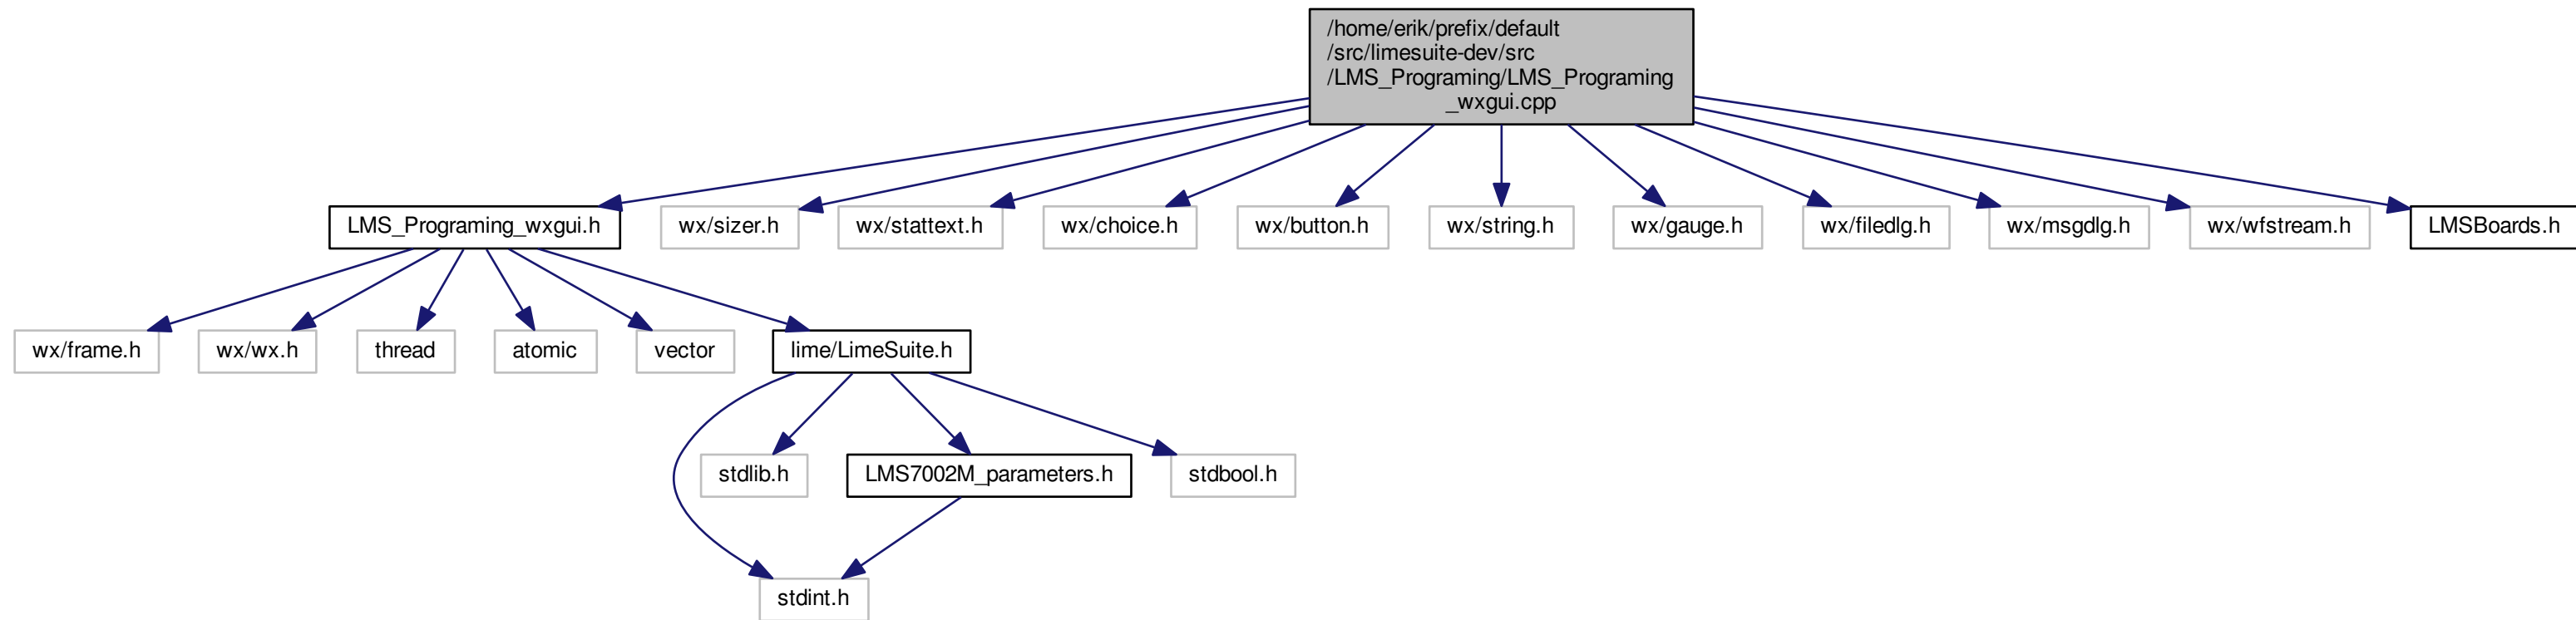 /home/erik/prefix/default
/src/limesuite-dev/src
/LMS_Programing/LMS_Programing
_wxgui.cpp
LMS_Programing_wxgui.h
wx/sizer.h
wx/stattext.h
wx/choice.h
wx/button.h
wx/string.h
wx/gauge.h
wx/filedlg.h
wx/msgdlg.h
wx/wfstream.h
LMSBoards.h
wx/frame.h
wx/wx.h
thread
atomic
vector
lime/LimeSuite.h
stdlib.h
LMS7002M_parameters.h
stdbool.h
stdint.h